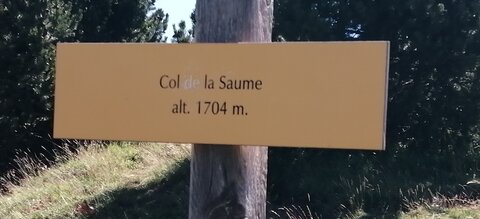 Col de la Saume
alt. 1704 m.